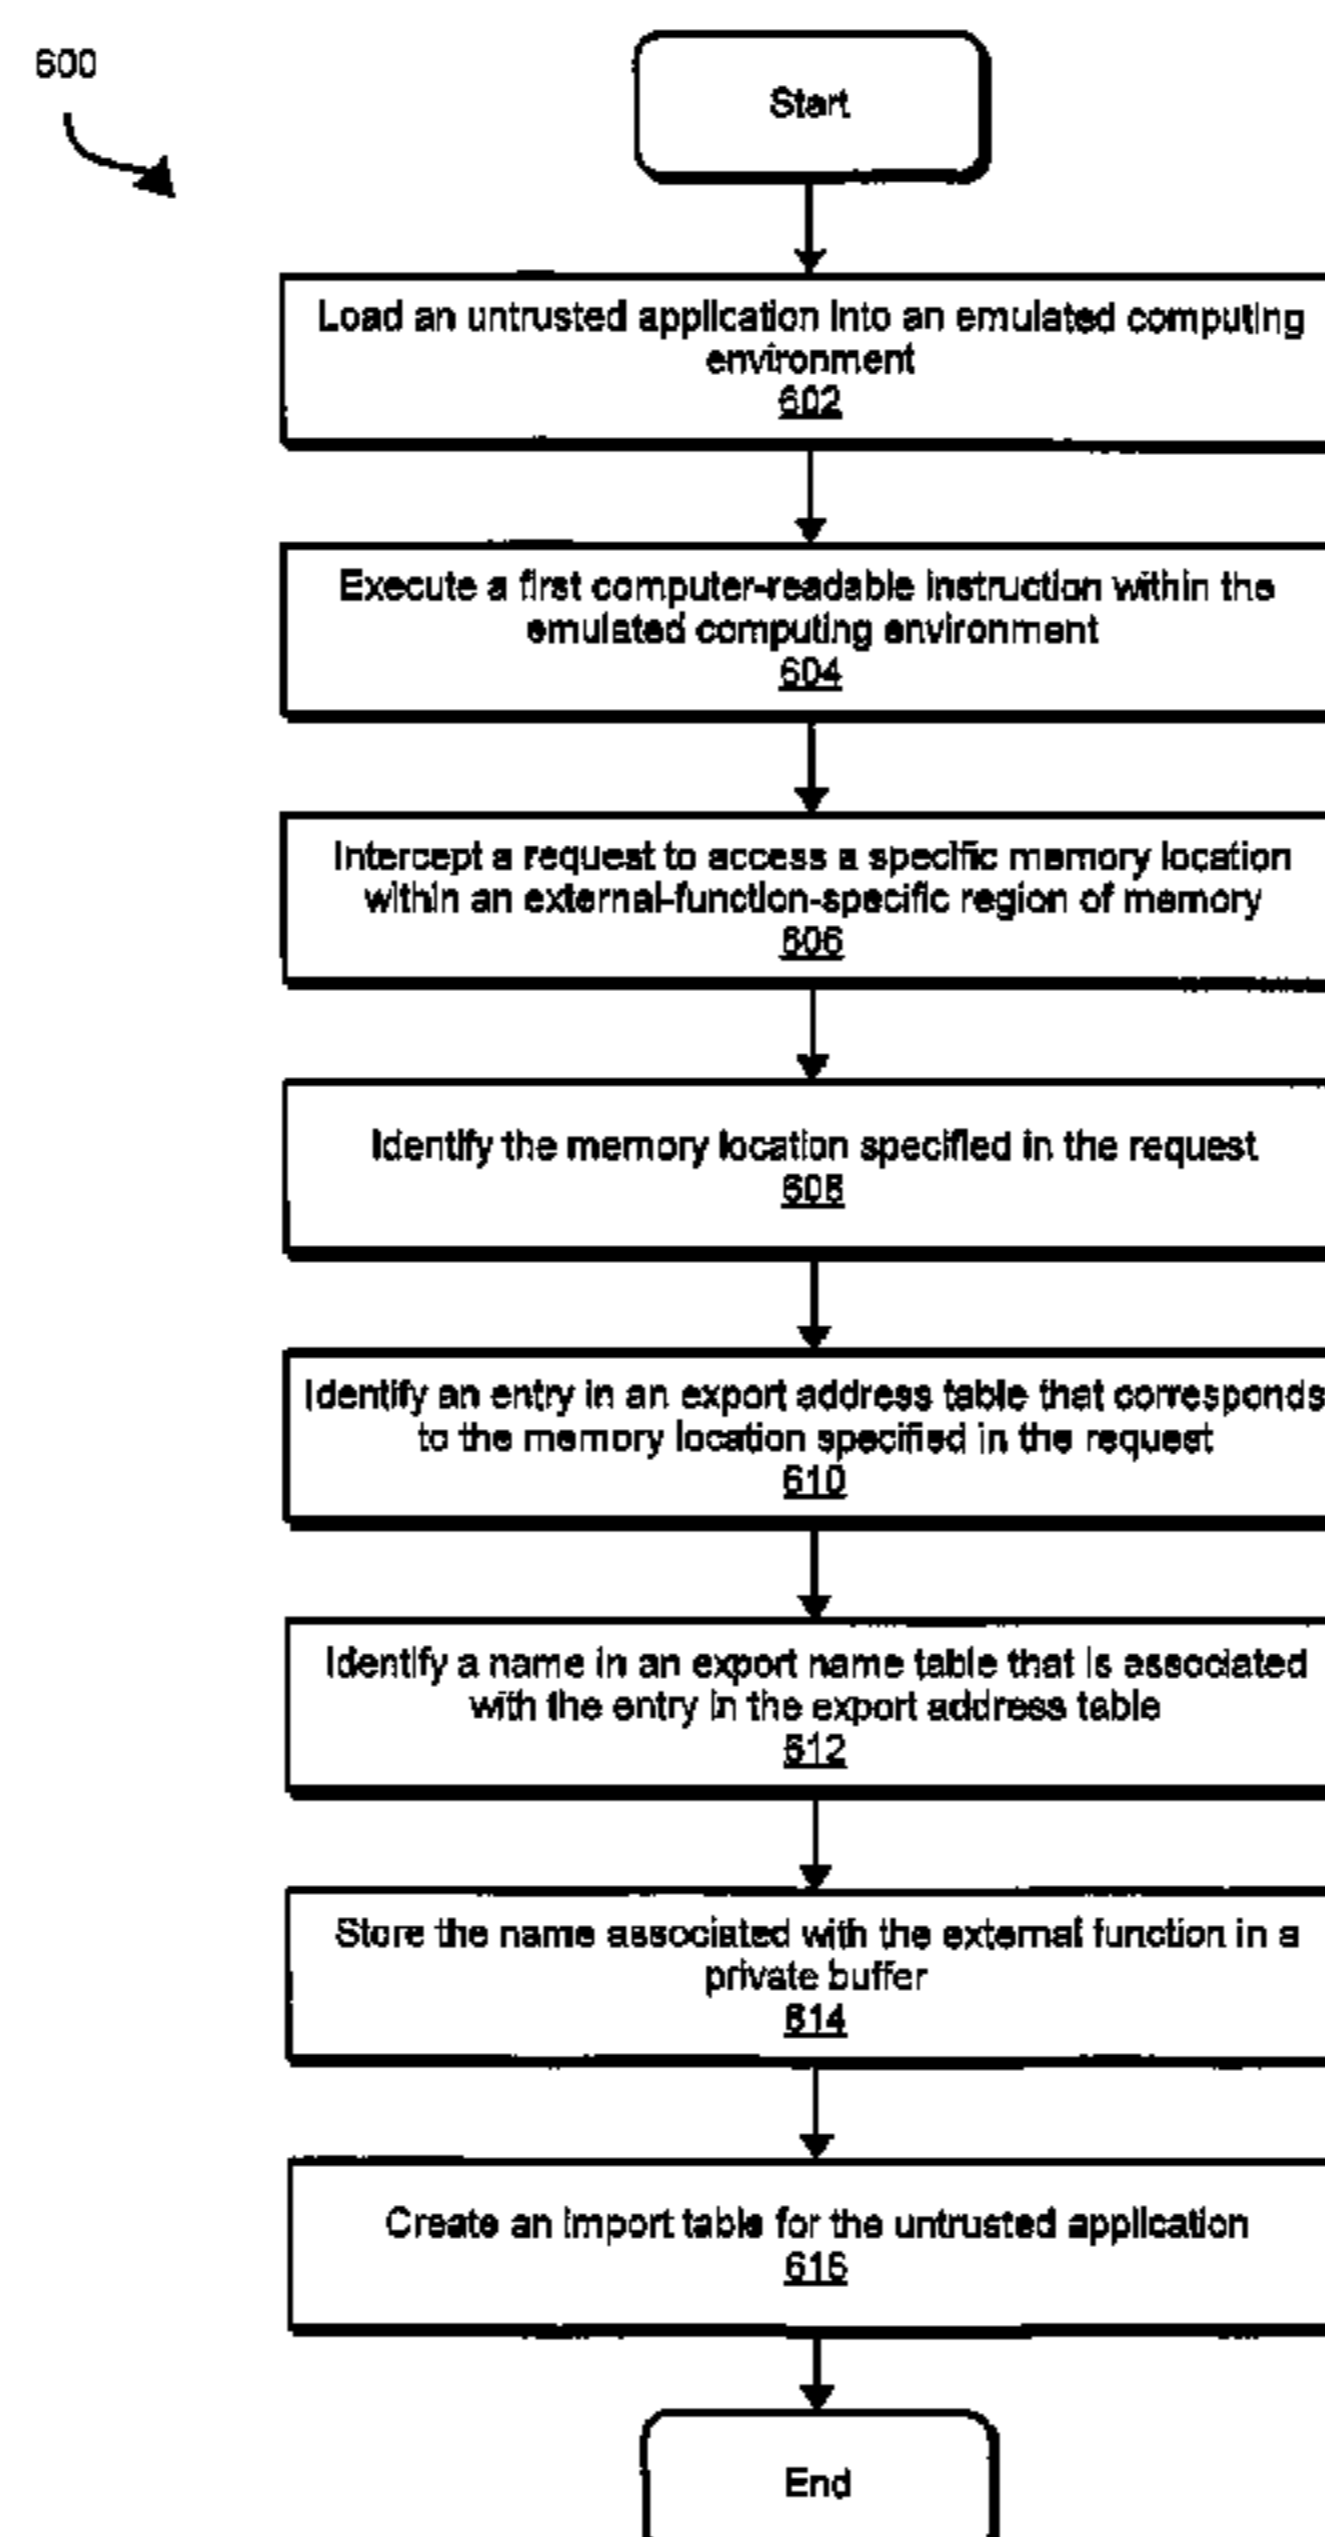 600
Start
Load an untrusted application into an emulated computing
environment
602
Execute a first computer-readable instruction within the
emulated computing environment
604
Intercept a request to access a specific memory location
within an external-function-specific region of memory
606
Identify the memory location specified in the request
608
Identify an entry in an export address table that corresponds
to the memory location specified in the request
610
Identify a name in an export name table that is associated
with the entry in the export address table
612
Store the name associated with the external function in a
private buffer
614
Create an import table for the untrusted application
616
End